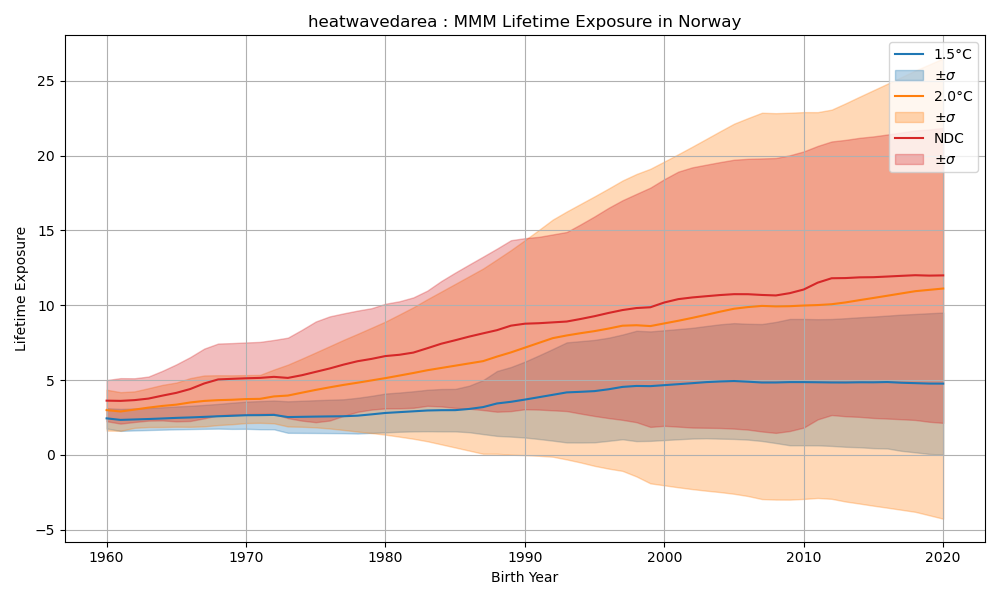 heatwavedarea : MMM Lifetime Exposure in Norway
1.5°C
±σ
2.0°C
±σ
NDC
±σ
Lifetime Exposure
25
20
15
10
5
0
−5
1960 1970 1980 1990 2000 2010 2020
Birth Year